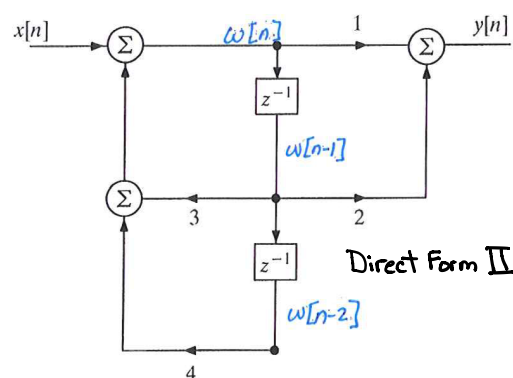 x[n]
Σ
ω[n]
1
Σ
y[n]
z⁻¹
ω[n-1]
Σ
3
2
z⁻¹
Direct Form II
ω[n-2]
4